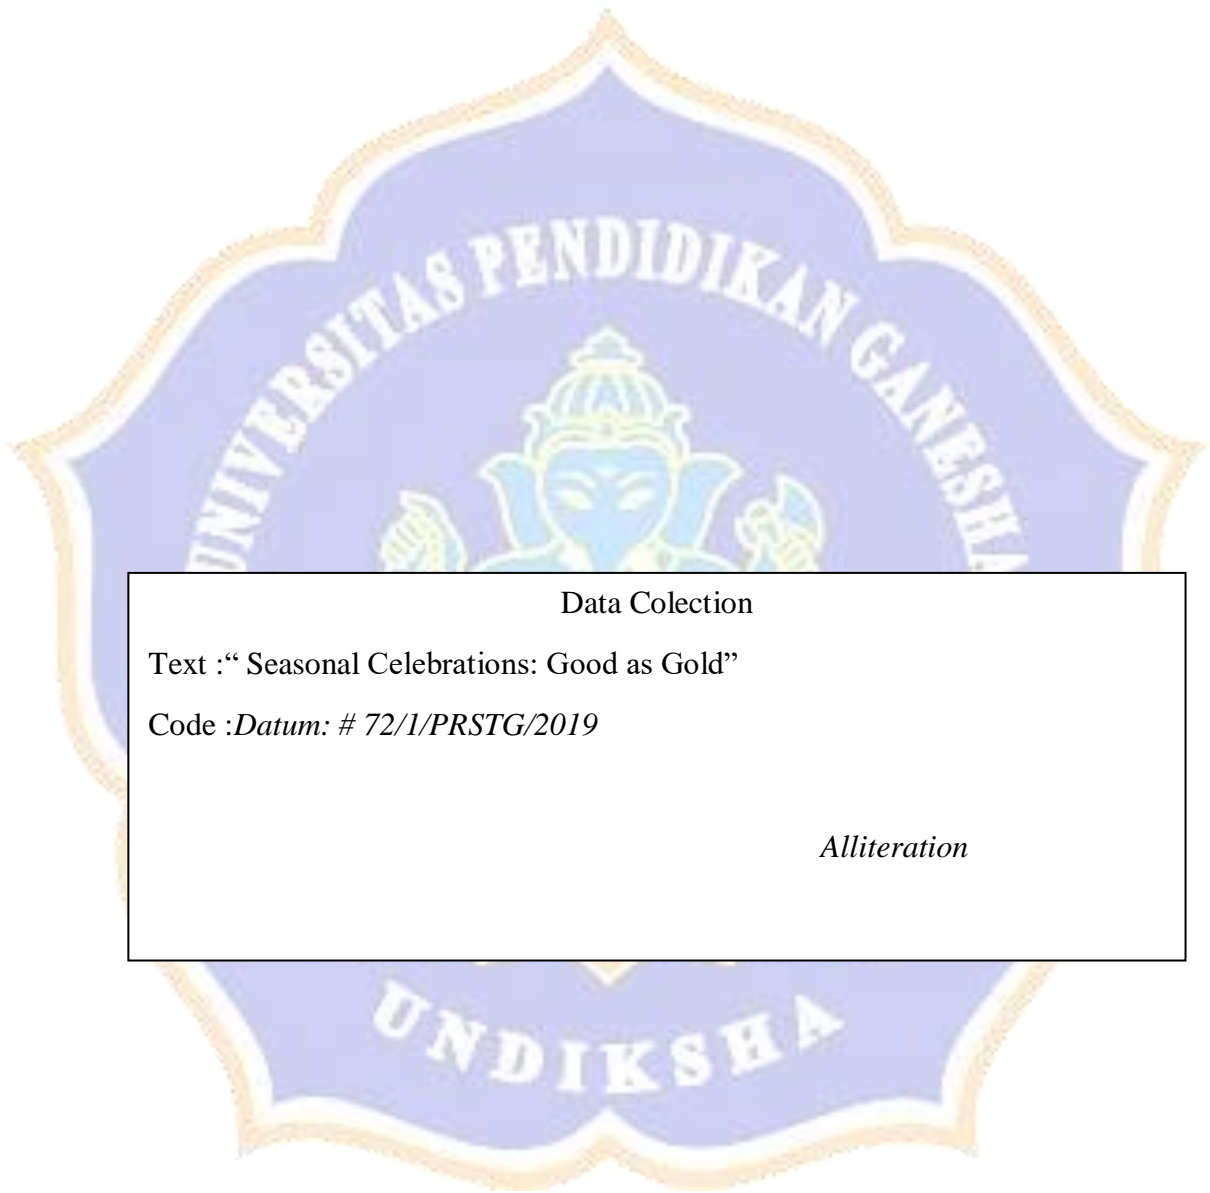 UNIVERSITAS PENDIDIKAN GANESHA
Data Colection
Text :“ Seasonal Celebrations: Good as Gold”
Code :Datum: # 72/1/PRSTG/2019
Alliteration
UNDIKSHA